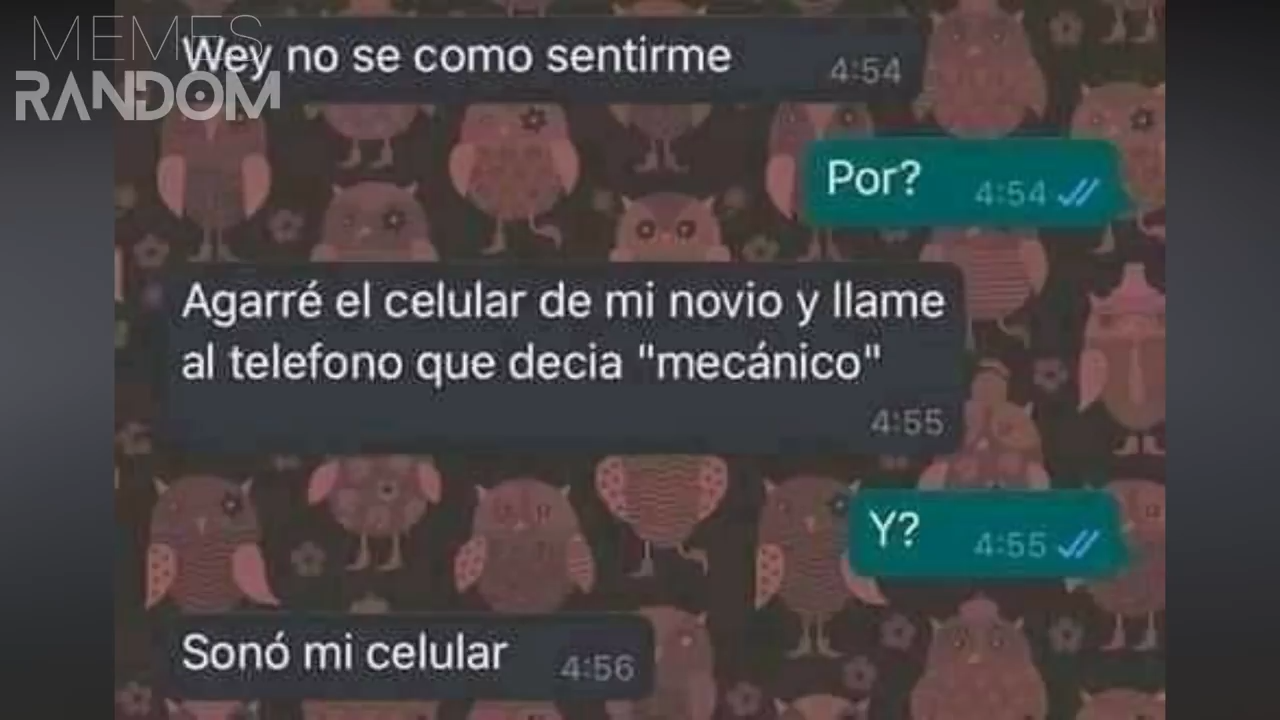 MEMES
RANDOM
Wey no se como sentirme 4:54
Por? 4:54
Agarré el celular de mi novio y llame
al telefono que decia "mecánico"
4:55
Y? 4:55
Sonó mi celular 4:56